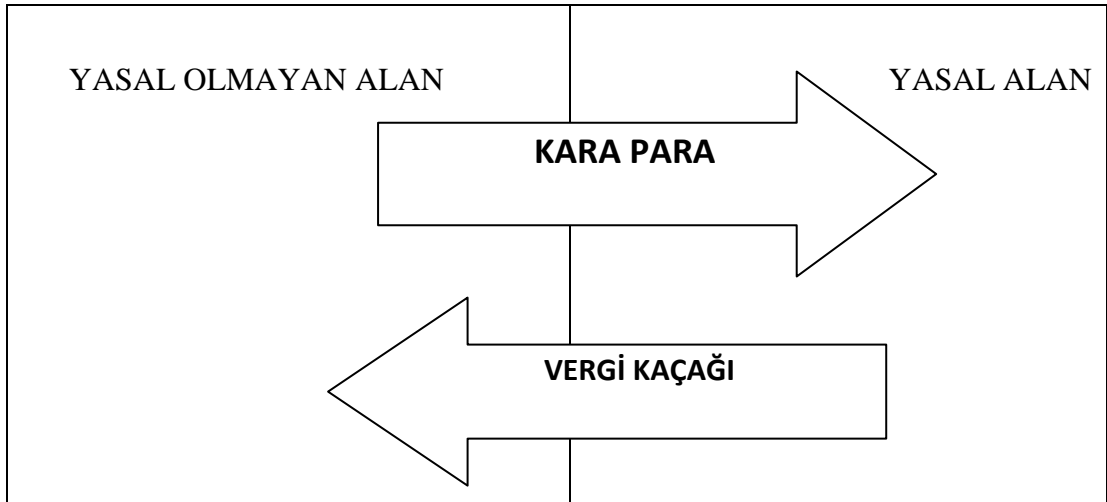 YASAL OLMAYAN ALAN
YASAL ALAN
KARA PARA
VERGİ KAÇAĞI